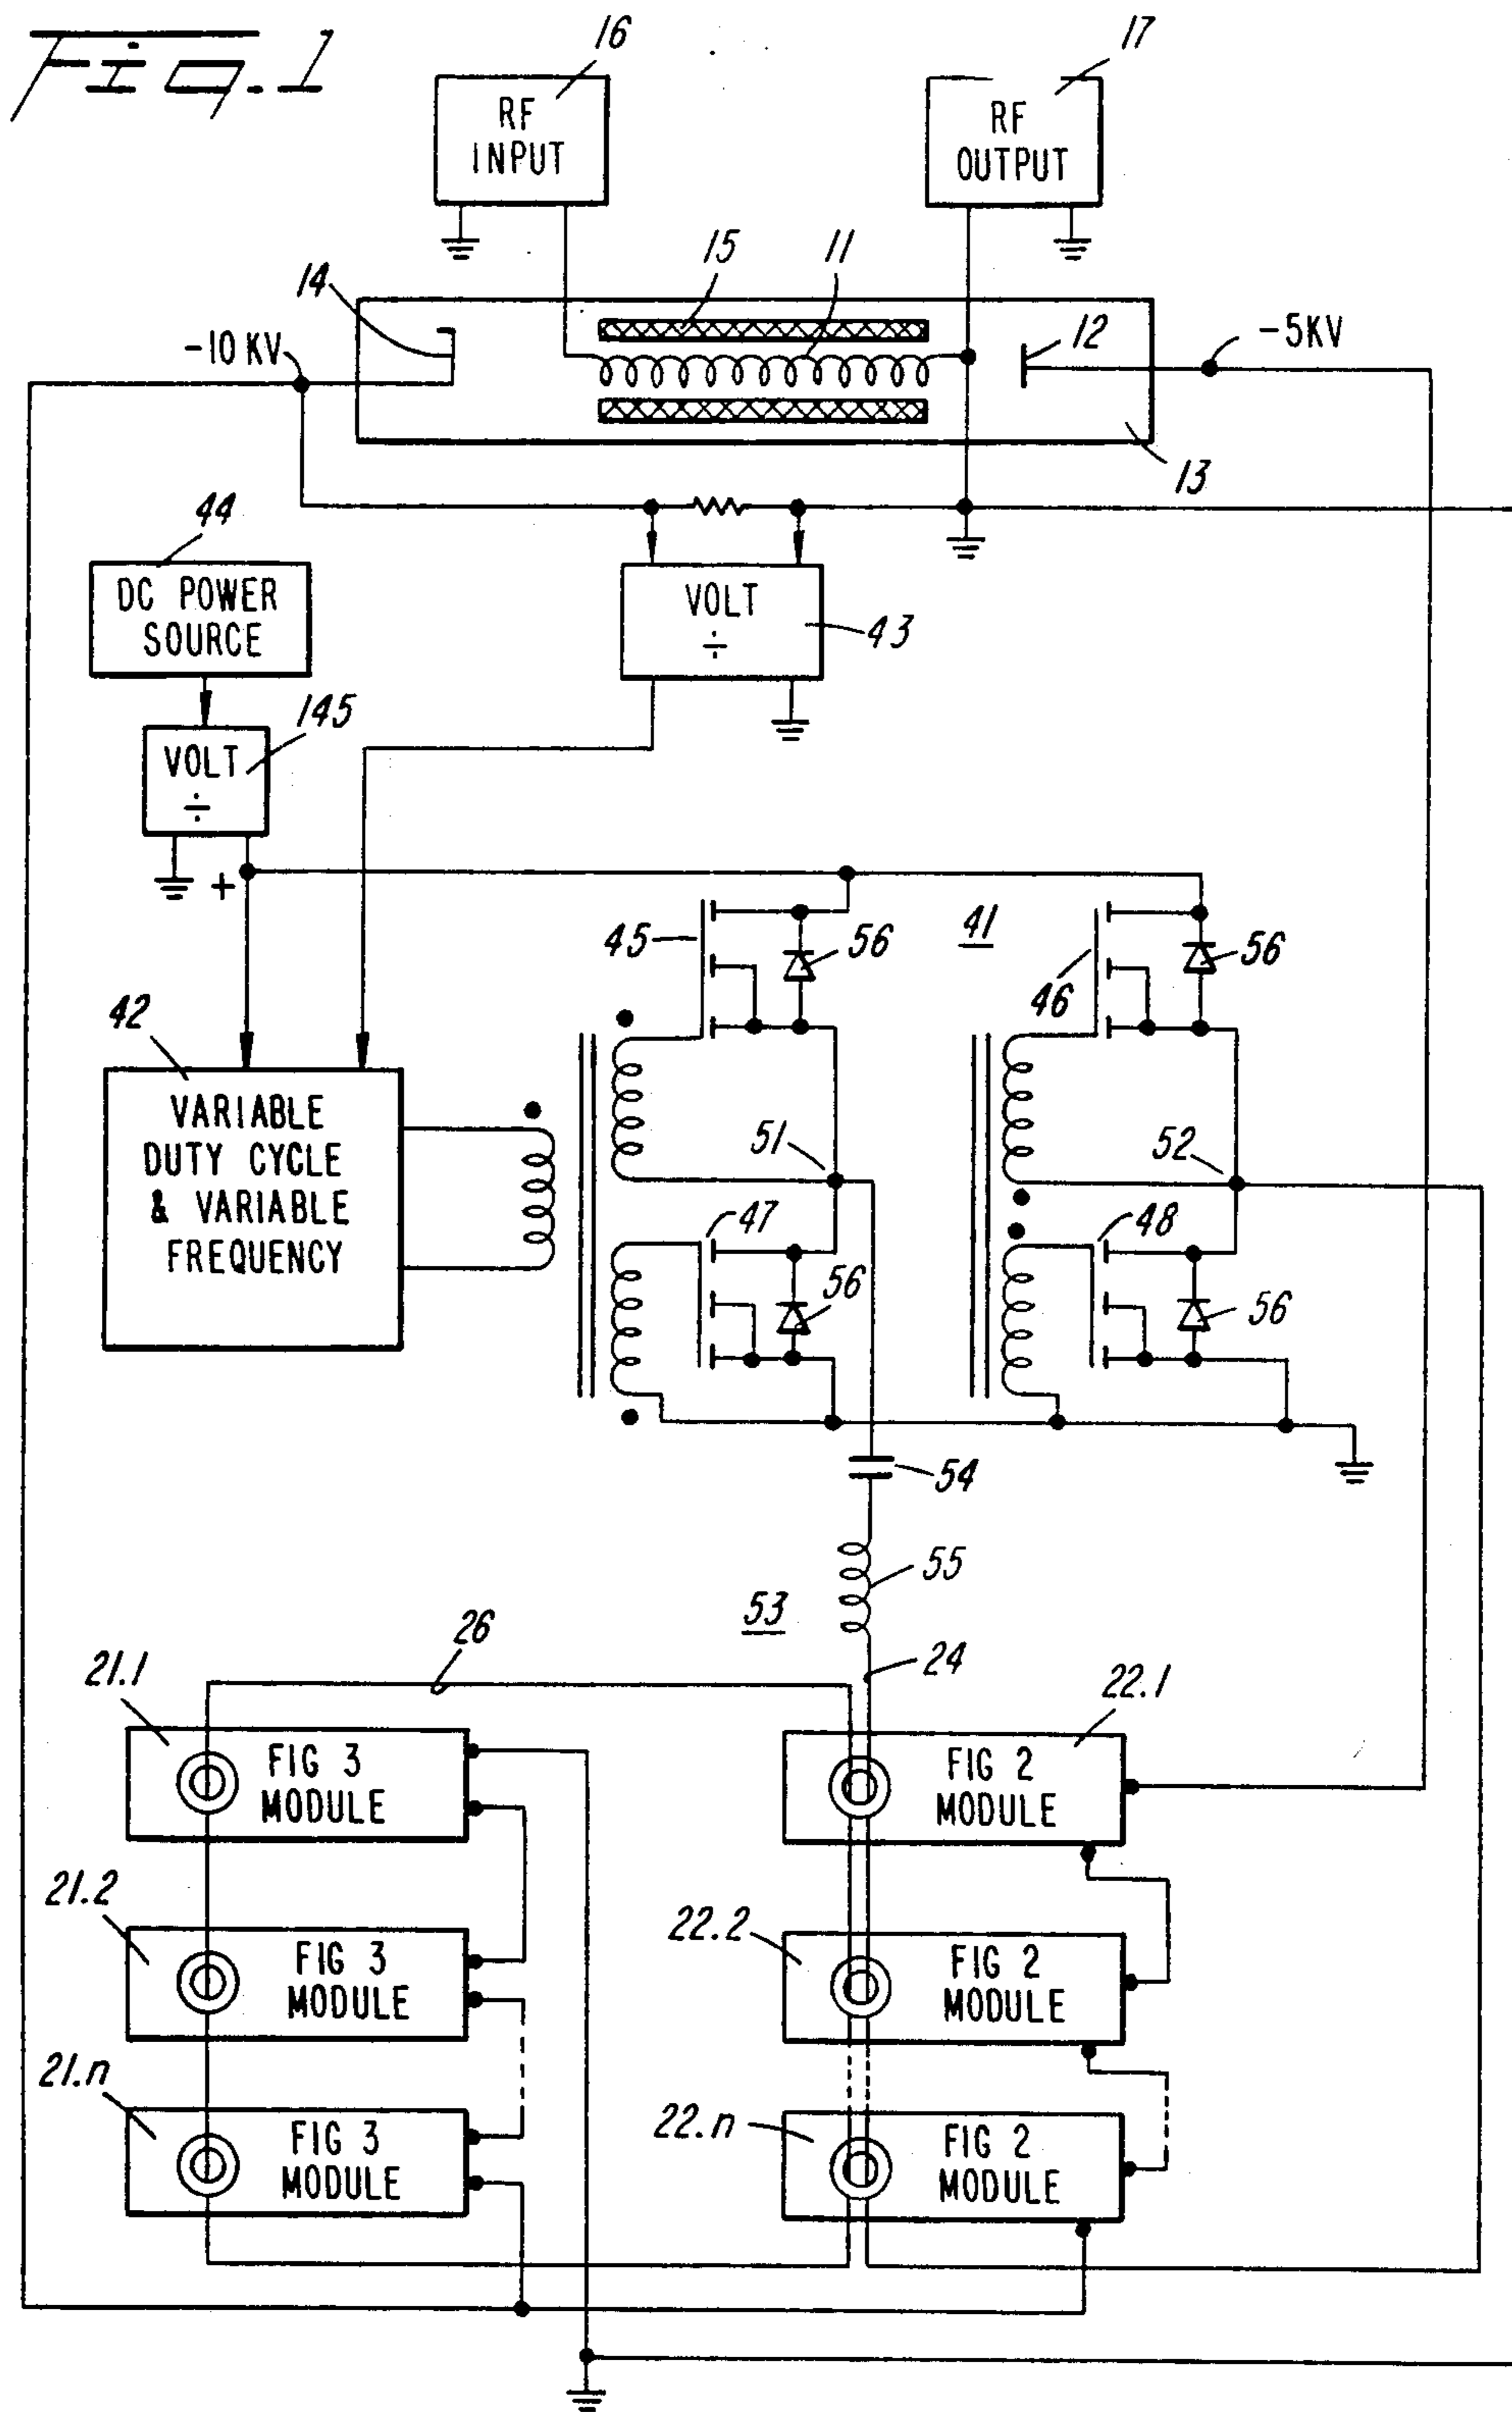 Fig. 1
16
17
RF
INPUT
RF
OUTPUT
15
11
14
-10 KV
12
-5KV
13
44
DC POWER
SOURCE
VOLT
÷
43
145
VOLT
÷
+
45
56
41
46
56
42
VARIABLE
DUTY CYCLE
& VARIABLE
FREQUENCY
51
52
47
56
48
56
54
55
53
26
24
21.1
22.1
FIG 3
MODULE
FIG 2
MODULE
21.2
22.2
FIG 3
MODULE
FIG 2
MODULE
21.n
22.n
FIG 3
MODULE
FIG 2
MODULE